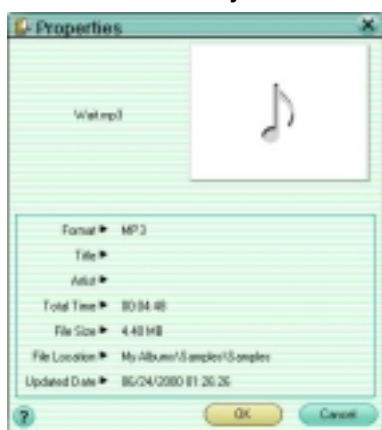 Properties
Wait.mp3
Format ► MP3
Title ►
Artist ►
Total Time ► 00:04:48
File Size ► 4.40 MB
File Location ► My Albums\Samples\Samples
Updated Date ► 06/24/2000 01:26:26
? OK Cancel